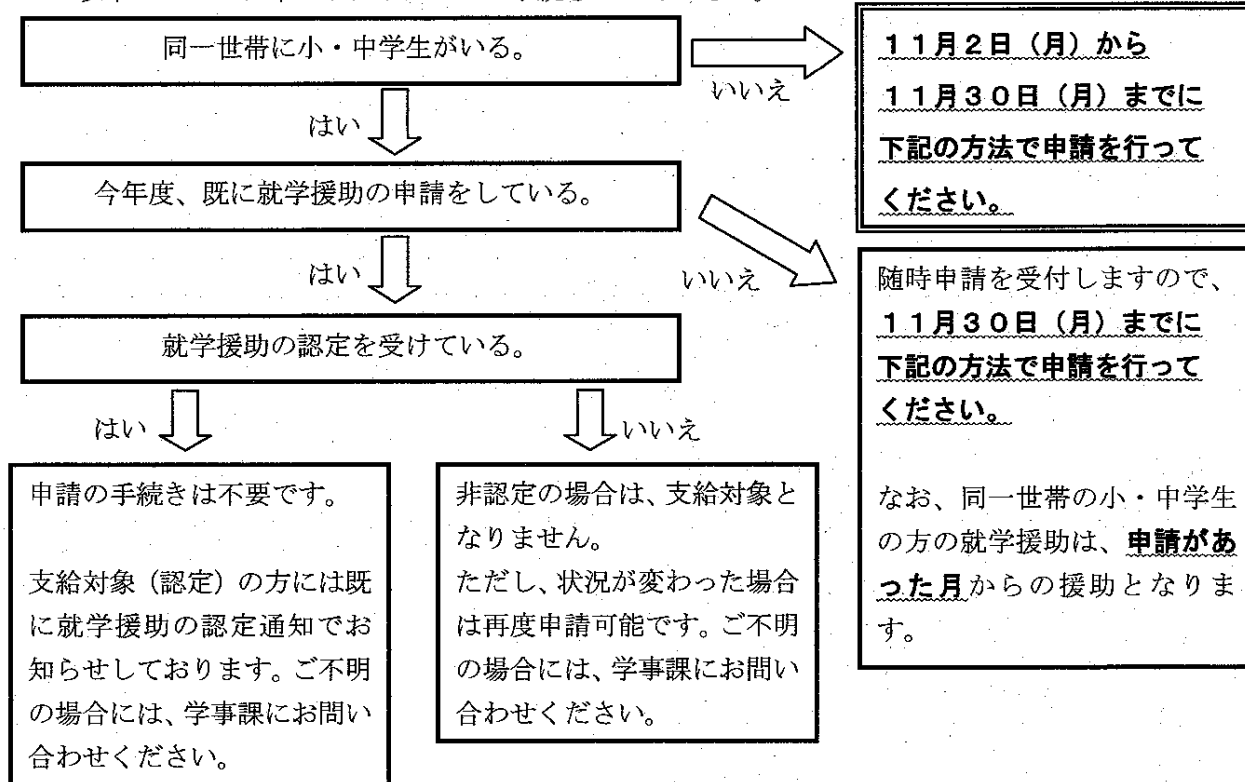 同一世帯に小・中学生がいる。
いいえ
はい
11月2日（月）から
11月30日（月）までに
下記の方法で申請を行って
ください。
今年度、既に就学援助の申請をしている。
はい
いいえ
随時申請を受付しますので、
11月30日（月）までに
下記の方法で申請を行って
ください。
なお、同一世帯の小・中学生
の方の就学援助は、申請があ
った月からの援助となりま
す。
就学援助の認定を受けている。
はい
いいえ
申請の手続きは不要です。
支給対象（認定）の方には既
に就学援助の認定通知でお
知らせしております。ご不明
の場合には、学事課にお問い
合わせください。
非認定の場合は、支給対象と
なりません。
ただし、状況が変わった場合
は再度申請可能です。ご不明
の場合には、学事課にお問い
合わせください。